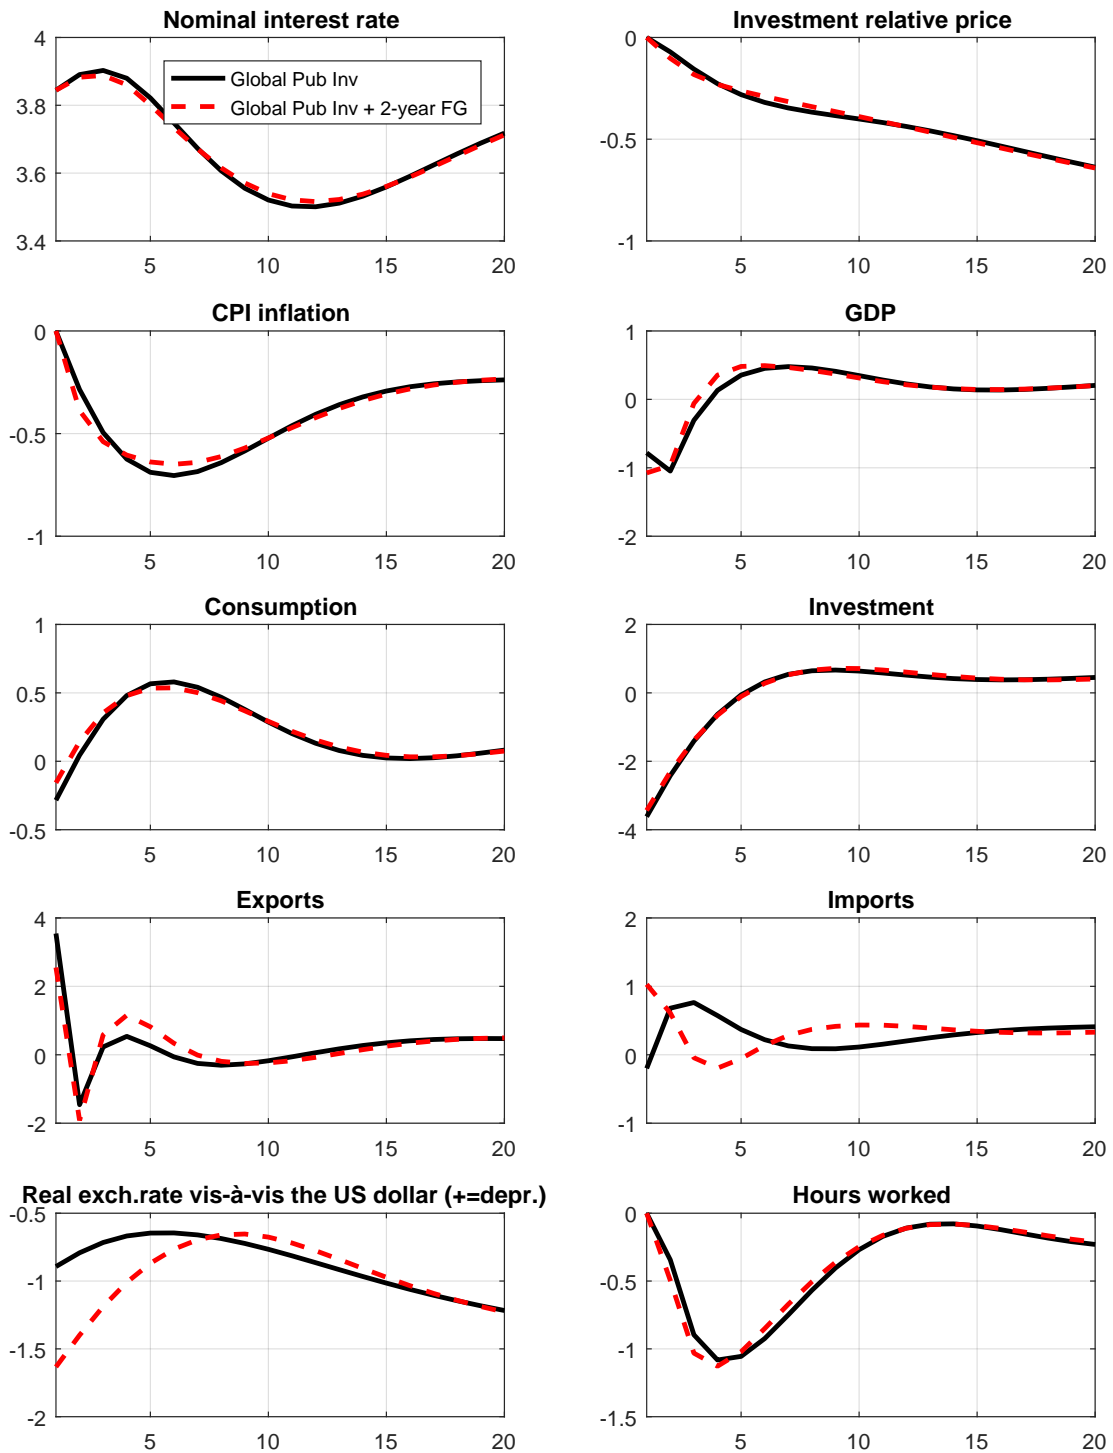 Nominal interest rate
4
3.8
3.6
3.4
5 10 15 20
Global Pub Inv
Global Pub Inv + 2-year FG
Investment relative price
0
-0.5
-1
5 10 15 20
CPI inflation
0
-0.5
-1
5 10 15 20
GDP
1
0
-1
-2
5 10 15 20
Consumption
1
0.5
0
-0.5
5 10 15 20
Investment
2
0
-2
-4
5 10 15 20
Exports
4
2
0
-2
5 10 15 20
Imports
2
1
0
-1
5 10 15 20
Real exch.rate vis-à-vis the US dollar (+=depr.)
-0.5
-1
-1.5
-2
5 10 15 20
Hours worked
0
-0.5
-1
-1.5
5 10 15 20